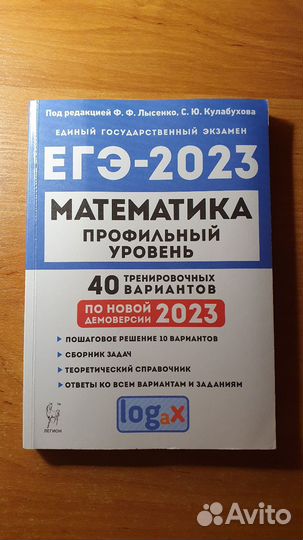 Под редакцией Ф. Ф. Лысенко, С. Ю. Кулабухова
ЕДИНЫЙ ГОСУДАРСТВЕННЫЙ ЭКЗАМЕН
ЕГЭ-2023
МАТЕМАТИКА
ПРОФИЛЬНЫЙ
УРОВЕНЬ
40 ТРЕНИРОВОЧНЫХ
ВАРИАНТОВ
ПО НОВОЙ
ДЕМОВЕРСИИ 2023
• ПОШАГОВОЕ РЕШЕНИЕ 10 ВАРИАНТОВ
• СБОРНИК ЗАДАЧ
• ТЕОРЕТИЧЕСКИЙ СПРАВОЧНИК
• ОТВЕТЫ КО ВСЕМ ВАРИАНТАМ И ЗАДАНИЯМ
logax
ЛЕГИОН
Avito